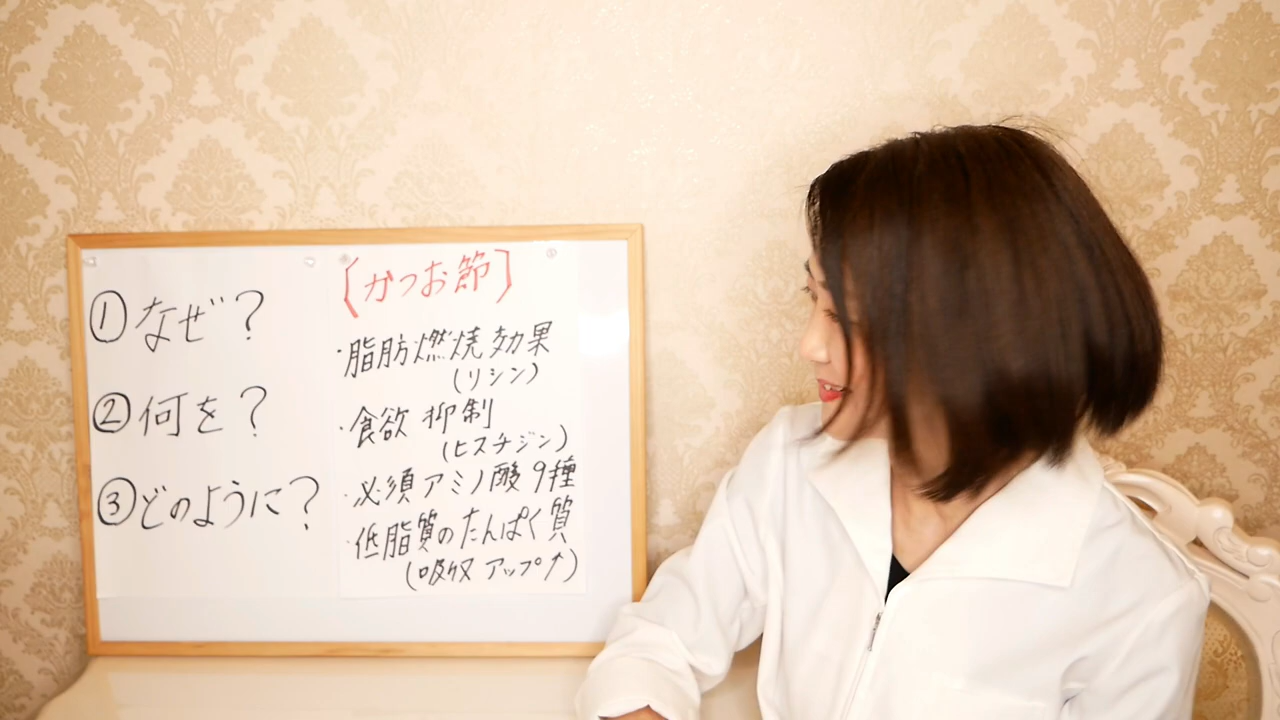 ①なぜ？
②何を？
③どのように？
[かつお節]
・脂肪燃焼効果
(リシン)
・食欲抑制
(ヒスチジン)
・必須アミノ酸9種
・低脂質のたんぱく質
(吸収アップ↑)